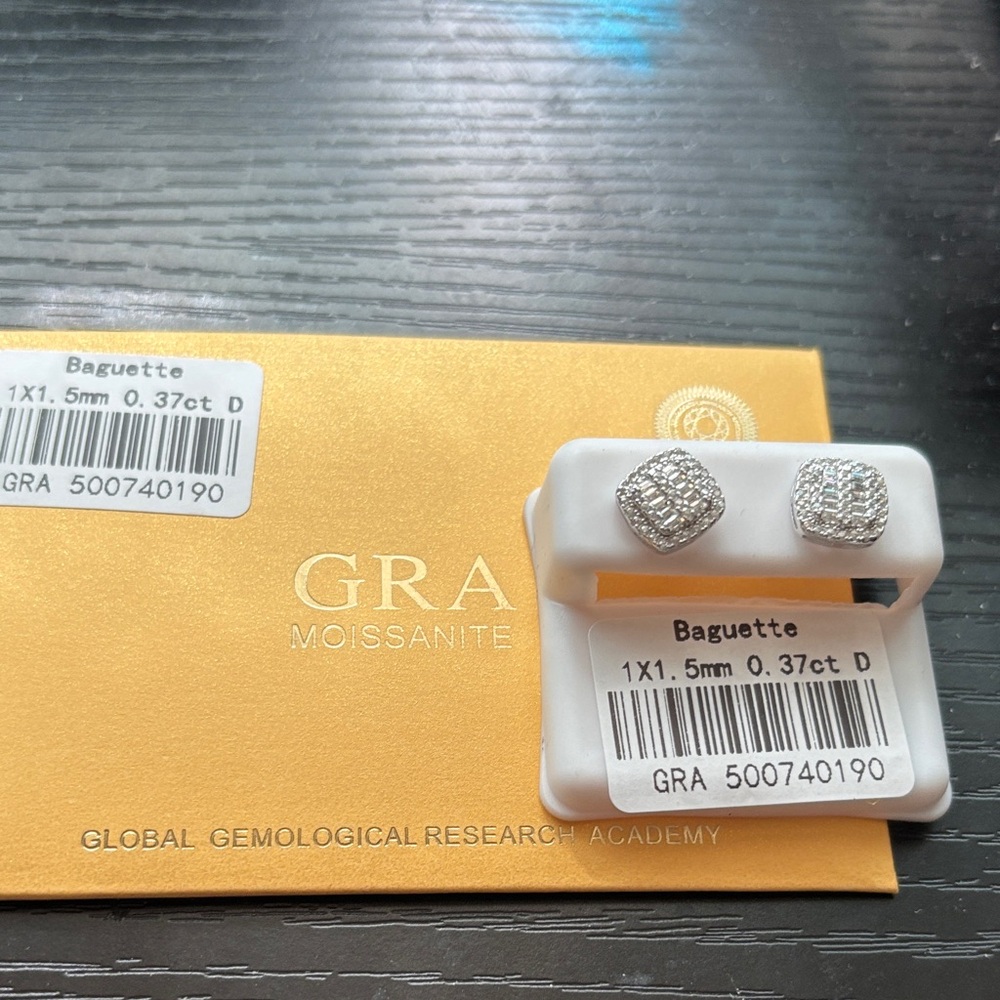 Baguette
1X1.5mm 0.37ct D
GRA 500740190
GRA
MOISSANITE
GLOBAL GEMOLOGICAL RESEARCH ACADEMY
Baguette
1X1.5mm 0.37ct D
GRA 500740190